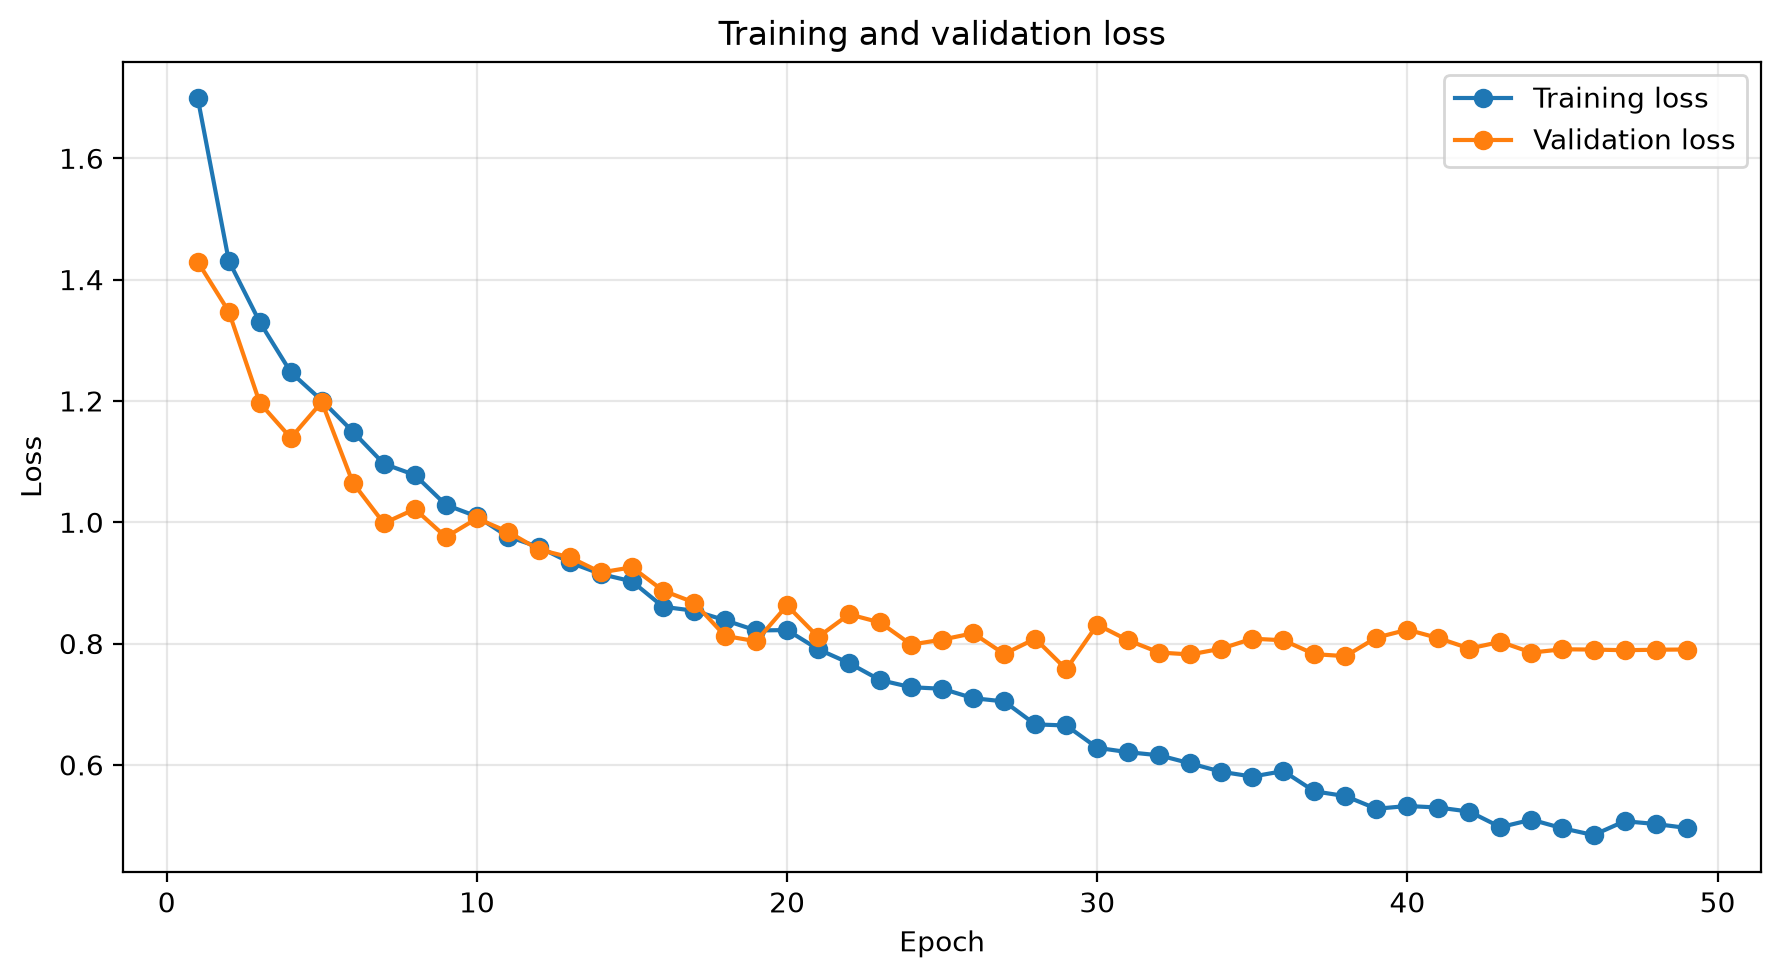 Training and validation loss
Training loss
Validation loss
1.6
1.4
1.2
1.0
0.8
0.6
Loss
0 10 20 30 40 50
Epoch